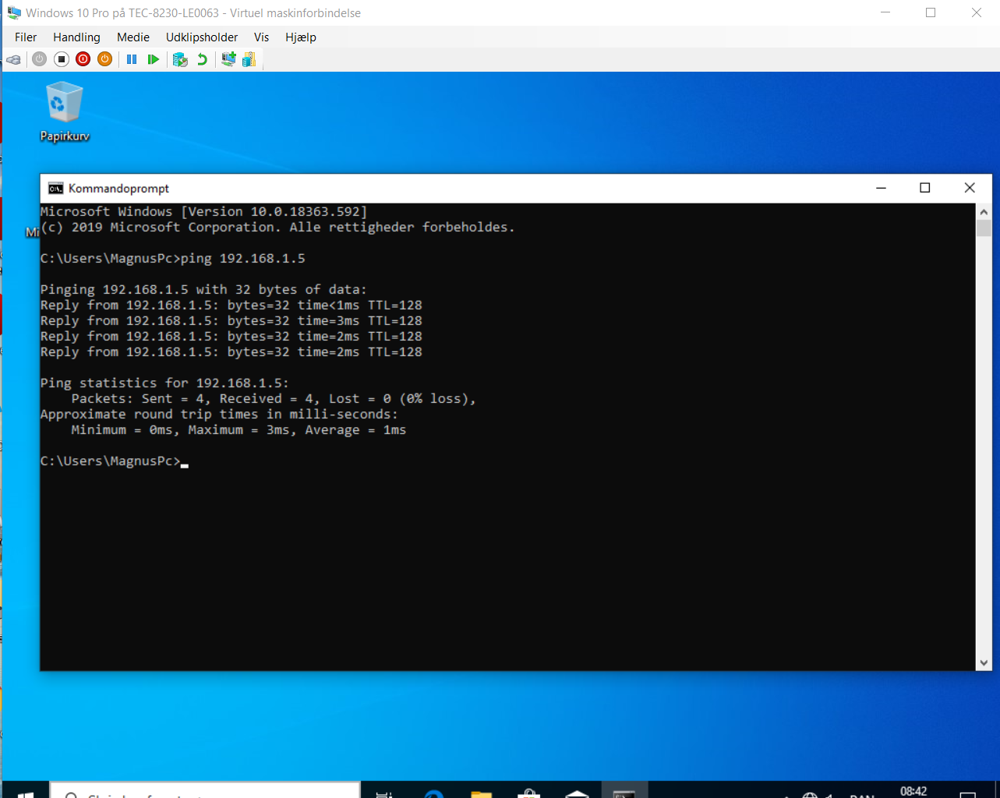 Windows 10 Pro på TEC-8230-LE0063 - Virtuel maskinforbindelse
Filer Handling Medie Udklipsholder Vis Hjælp
Papirkurv
Kommandoprompt
Microsoft Windows [Version 10.0.18363.592]
Mi
(c) 2019 Microsoft Corporation. Alle rettigheder forbeholdes.
C:\Users\MagnusPc>ping 192.168.1.5
Pinging 192.168.1.5 with 32 bytes of data:
Reply from 192.168.1.5: bytes=32 time<1ms TTL=128
Reply from 192.168.1.5: bytes=32 time=3ms TTL=128
Reply from 192.168.1.5: bytes=32 time=2ms TTL=128
Reply from 192.168.1.5: bytes=32 time=2ms TTL=128
Ping statistics for 192.168.1.5:
Packets: Sent = 4, Received = 4, Lost = 0 (0% loss),
Approximate round trip times in milli-seconds:
Minimum = 0ms, Maximum = 3ms, Average = 1ms
C:\Users\MagnusPc>
DAN
08:42